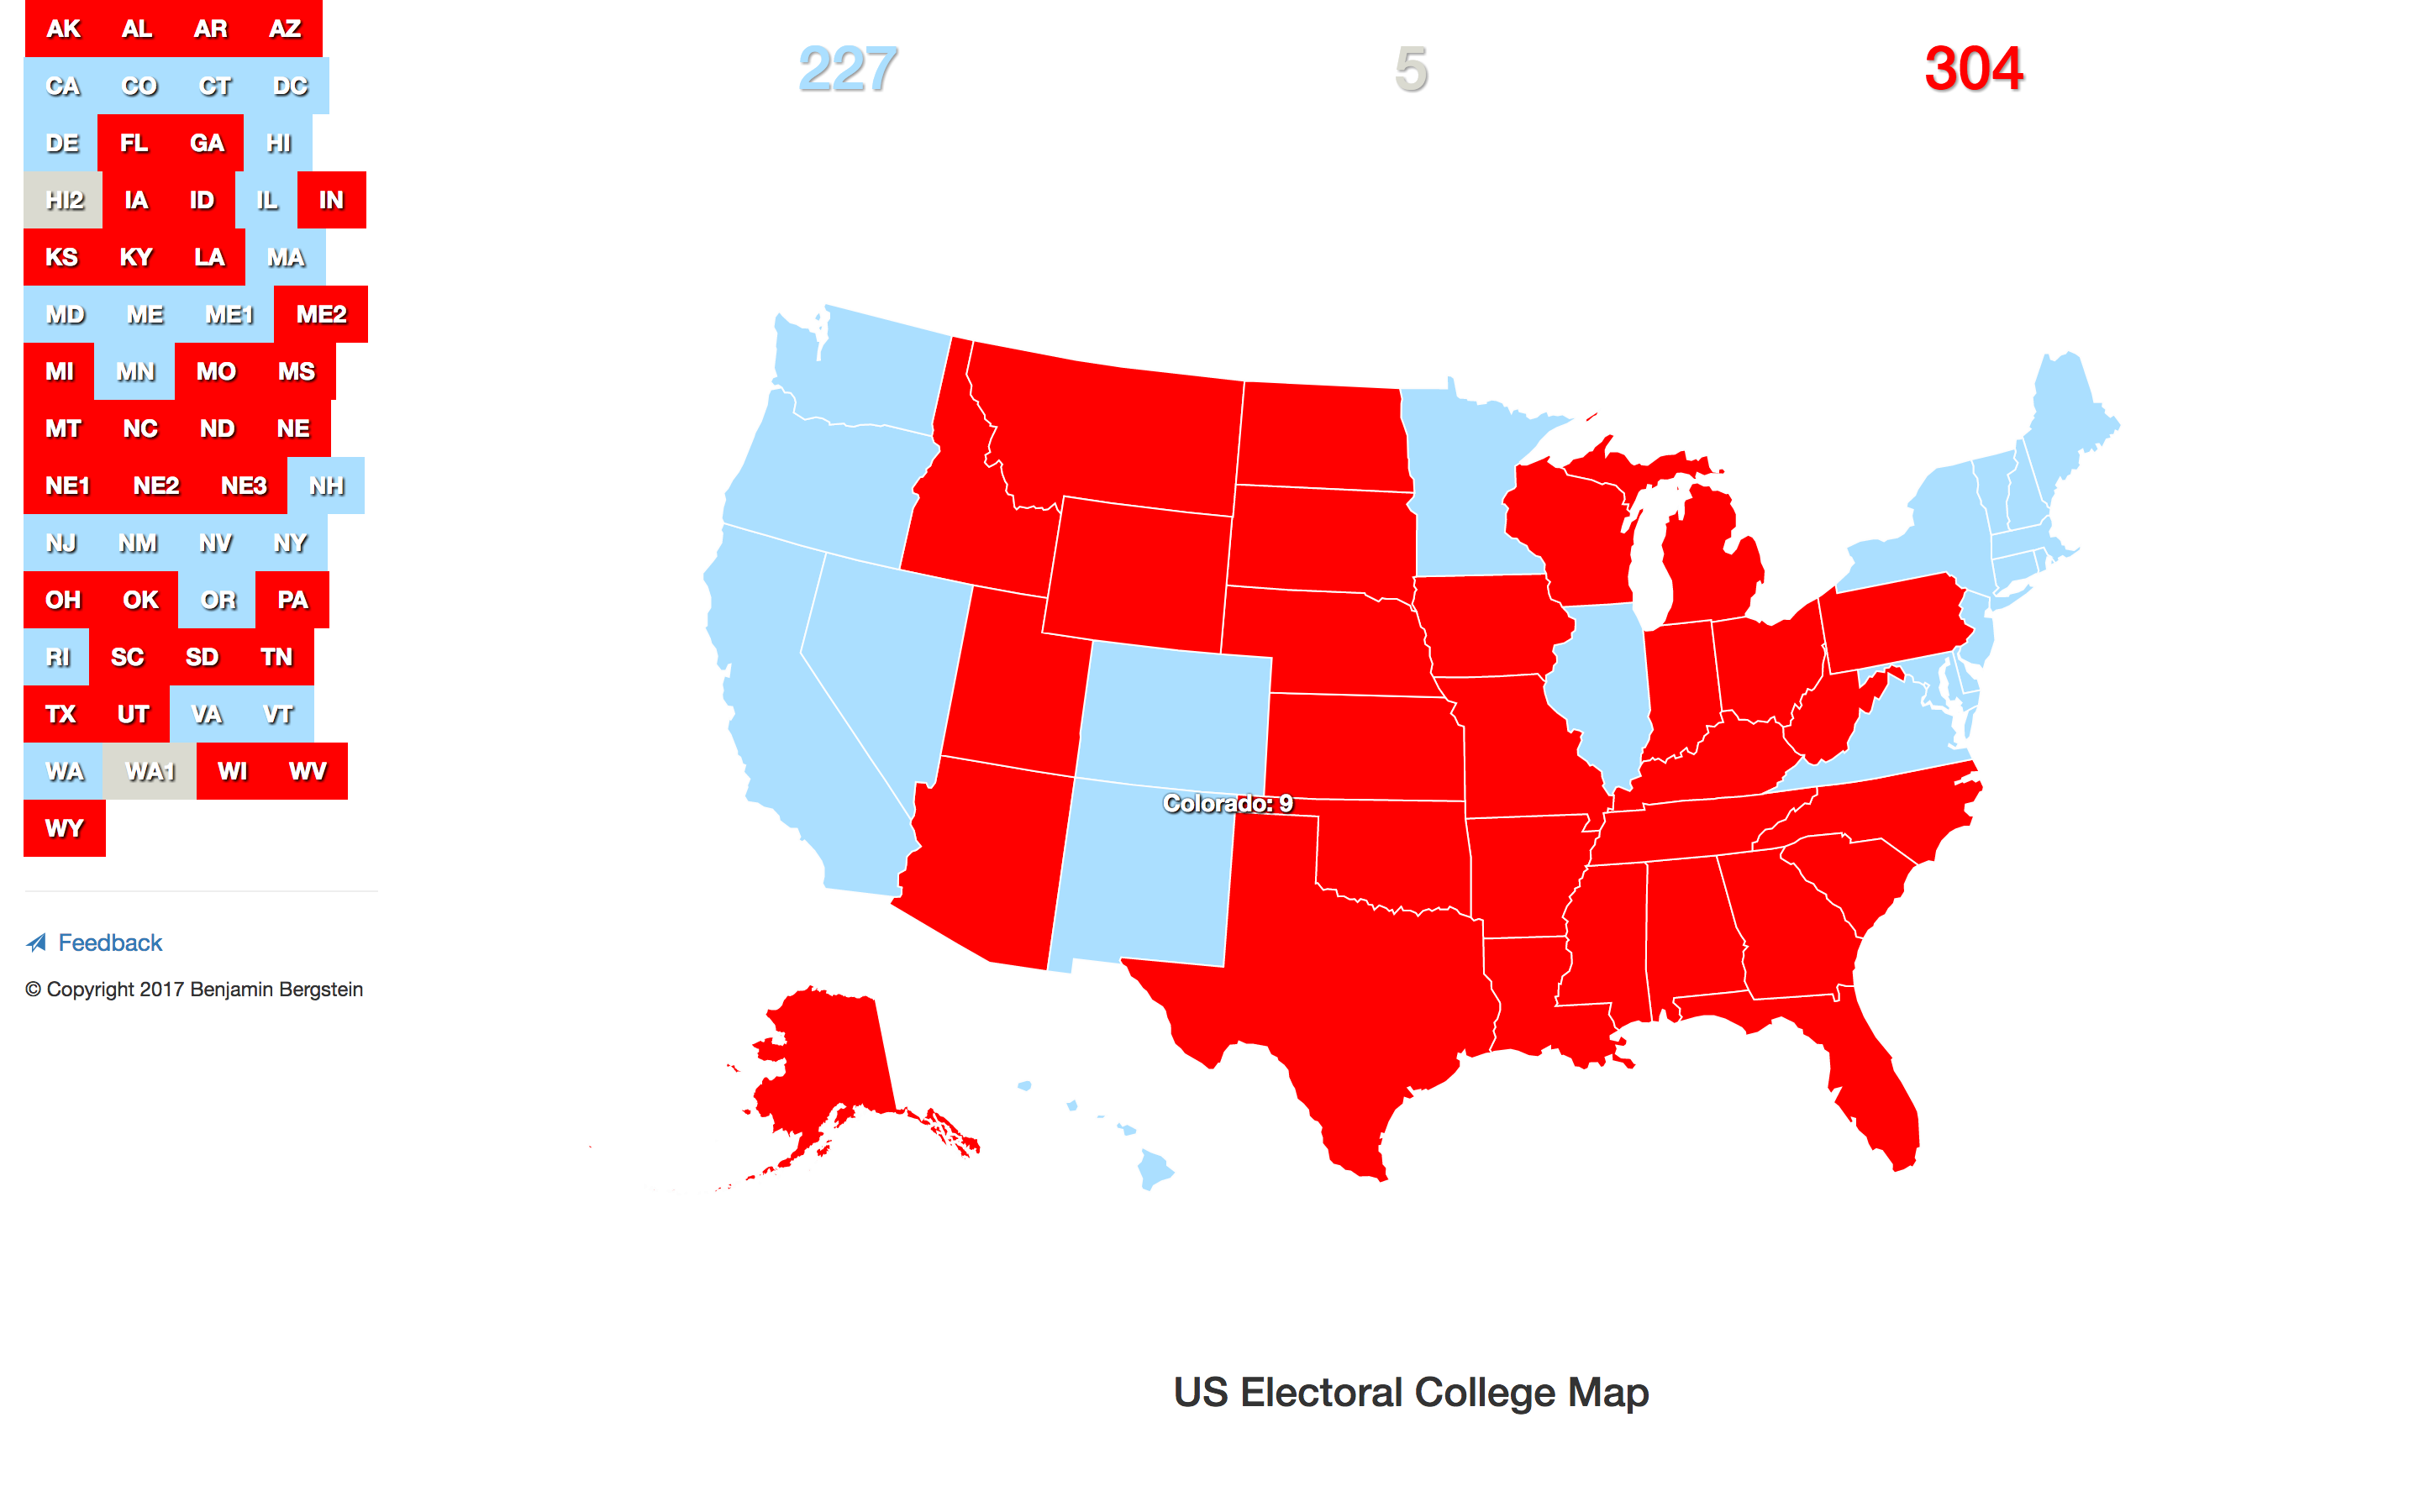 AK AL AR AZ
227 5 304
CA CO CT DC
DE FL GA HI
HI2 IA ID IL IN
KS KY LA MA
MD ME ME1 ME2
MI MN MO MS
MT NC ND NE
NE1 NE2 NE3 NH
NJ NM NV NY
OH OK OR PA
RI SC SD TN
TX UT VA VT
WA WA1 WI WV
WY
Colorado: 9
Feedback
© Copyright 2017 Benjamin Bergstein
US Electoral College Map